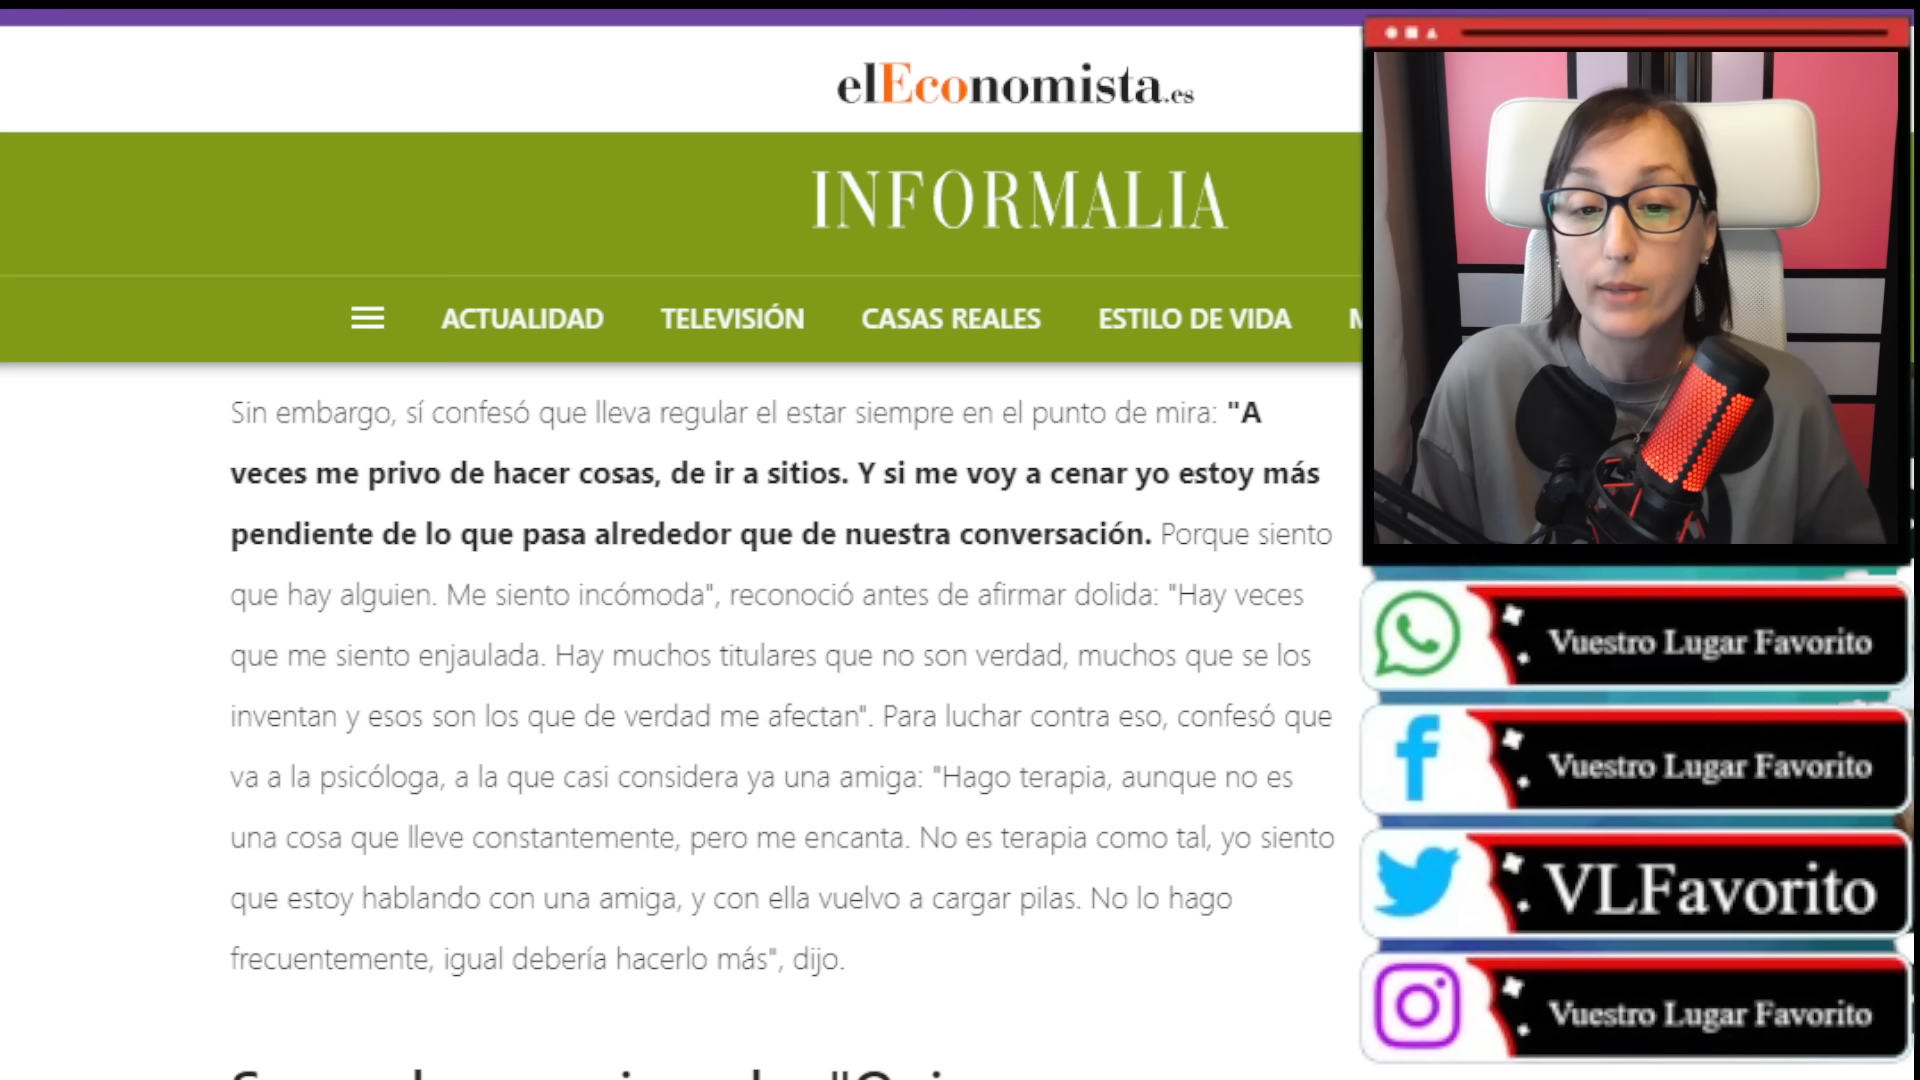 elEconomista.es
INFORMALIA
ACTUALIDAD TELEVISIÓN CASAS REALES ESTILO DE VIDA
Sin embargo, sí confesó que lleva regular el estar siempre en el punto de mira: "A
veces me privo de hacer cosas, de ir a sitios. Y si me voy a cenar yo estoy más
pendiente de lo que pasa alrededor que de nuestra conversación. Porque siento
que hay alguien. Me siento incómoda", reconoció antes de afirmar dolida: "Hay veces
que me siento enjaulada. Hay muchos titulares que no son verdad, muchos que se los
inventan y esos son los que de verdad me afectan". Para luchar contra eso, confesó que
va a la psicóloga, a la que casi considera ya una amiga: "Hago terapia, aunque no es
una cosa que lleve constantemente, pero me encanta. No es terapia como tal, yo siento
que estoy hablando con una amiga, y con ella vuelvo a cargar pilas. No lo hago
frecuentemente, igual debería hacerlo más", dijo.
Vuestro Lugar Favorito
Vuestro Lugar Favorito
VLFavorito
Vuestro Lugar Favorito